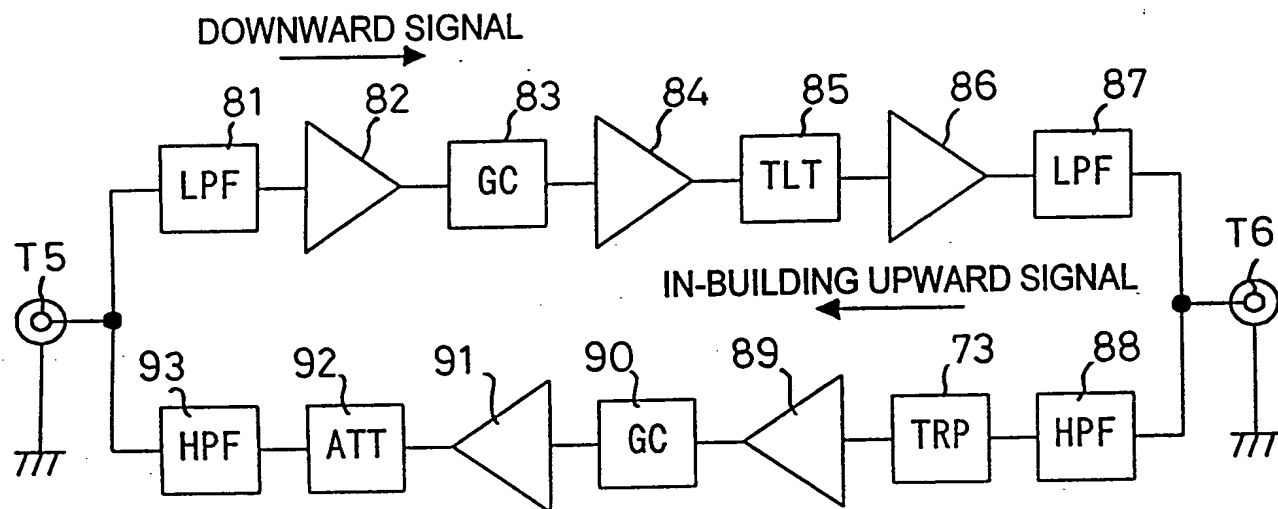 DOWNWARD SIGNAL
81 82 83 84 85 86 87
LPF GC TLT LPF
T5 T6
IN-BUILDING UPWARD SIGNAL
93 92 91 90 89 73 88
HPF ATT GC TRP HPF